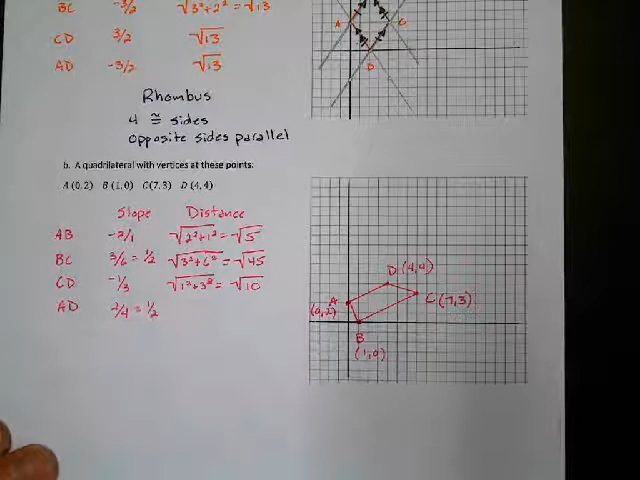 BC -3/2 √3²+2² = √13
CD 3/2 √13
AD -3/2 √13
A C
D
Rhombus
4 ≅ sides
opposite sides parallel
b. A quadrilateral with vertices at these points:
A (0,2) B (1,0) C(7,3) D (4,4)
Slope Distance
AB -2/1 √2²+1² = √5
BC 3/6 = 1/2 √3²+6² = √45
CD -1/3 √1²+3² = √10
AD 2/4 = 1/2
D (4,4)
A C(7,3)
(0,2)
B
(1,0)